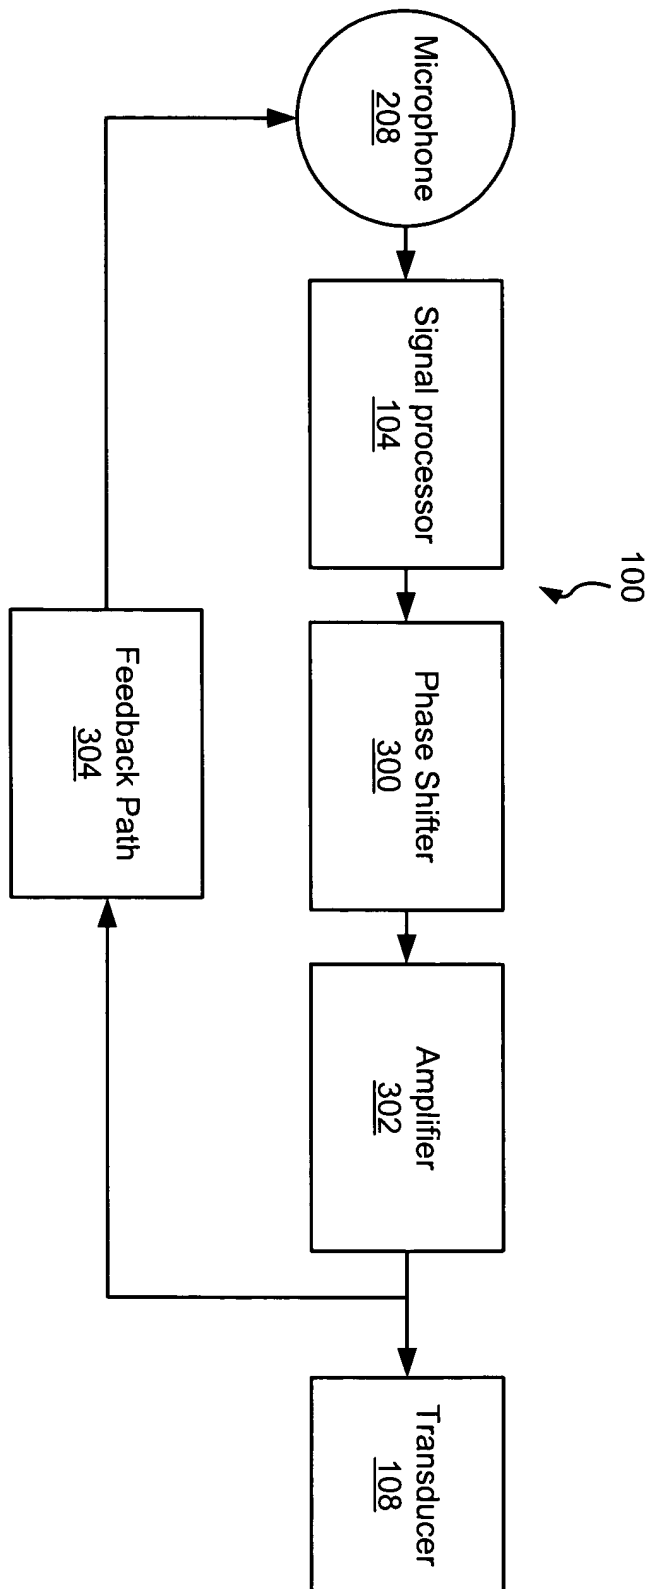 100
Microphone
208
Signal processor
104
Phase Shifter
300
Amplifier
302
Transducer
108
Feedback Path
304